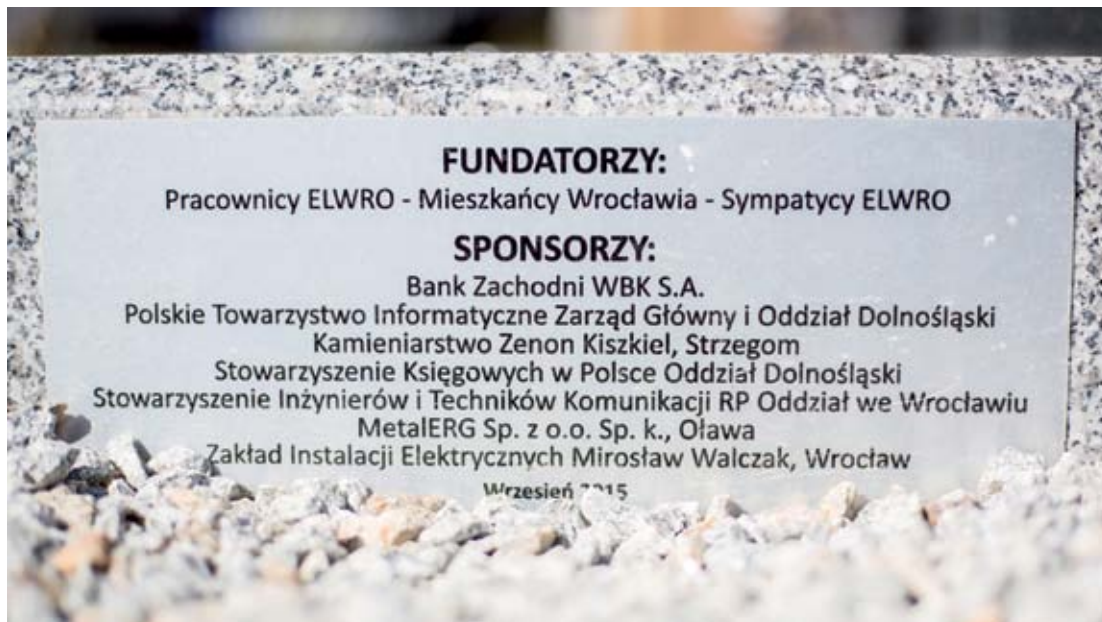 FUNDATORZY:
Pracownicy ELWRO - Mieszkańcy Wrocławia - Sympatycy ELWRO
SPONSORZY:
Bank Zachodni WBK S.A.
Polskie Towarzystwo Informatyczne Zarząd Główny i Oddział Dolnośląski
Kamieniarstwo Zenon Kiszkiel, Strzegom
Stowarzyszenie Księgowych w Polsce Oddział Dolnośląski
Stowarzyszenie Inżynierów i Techników Komunikacji RP Oddział we Wrocławiu
MetalERG Sp. z o.o. Sp. k., Oława
Zakład Instalacji Elektrycznych Mirosław Walczak, Wrocław
Wrzesień